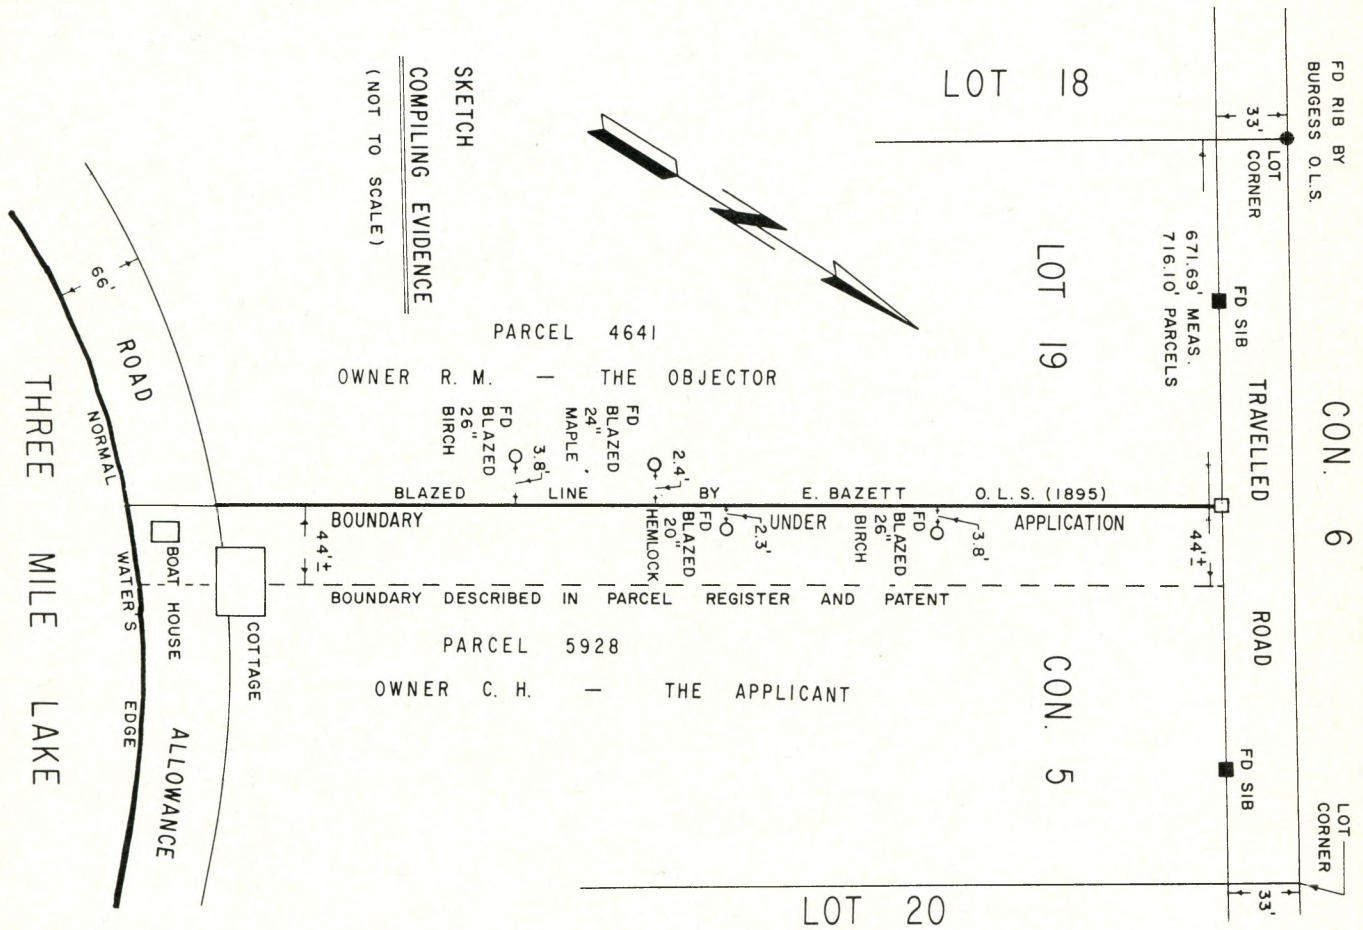 FD RIB BY
BURGESS O.L.S.
CON. 6
LOT
CORNER
33'
LOT
CORNER
FD SIB
TRAVELLED
ROAD
FD SIB
33'
LOT 18
671.69' MEAS.
716.10' PARCELS
LOT 19
CON. 5
LOT 20
44'±
SKETCH
COMPILING EVIDENCE
(NOT TO SCALE)
PARCEL 4641
OWNER R. M. — THE OBJECTOR
FD
BLAZED
26"
BIRCH
3.8'
FD
BLAZED
24"
MAPLE
2.4'
BLAZED LINE BY E. BAZETT O.L.S. (1895)
BOUNDARY UNDER APPLICATION
FD
BLAZED
20"
HEMLOCK
2.3'
FD
BLAZED
26"
BIRCH
3.8'
44'±
BOUNDARY DESCRIBED IN PARCEL REGISTER AND PATENT
PARCEL 5928
OWNER C. H. — THE APPLICANT
COTTAGE
BOAT HOUSE
66'
ROAD
ALLOWANCE
NORMAL
WATER'S
EDGE
THREE MILE LAKE